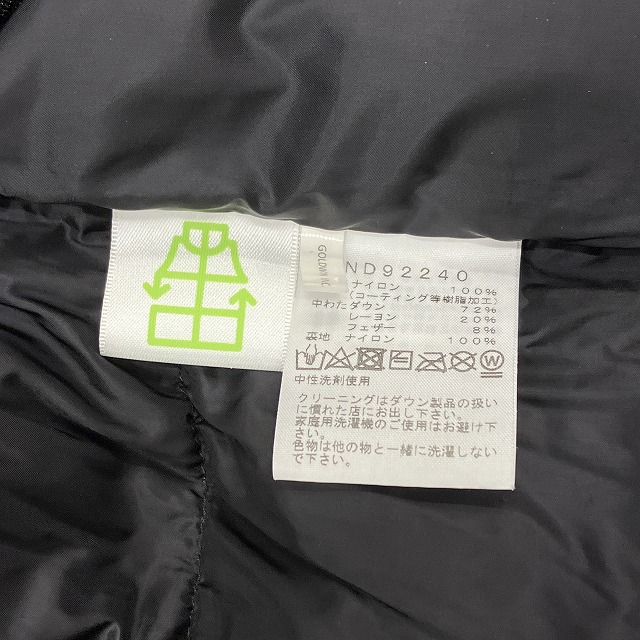 GOLDWIN INC.
ND92240
ナイロン 100%
(コーティング等樹脂加工)
中わた ダウン 72%
レーヨン 20%
フェザー 8%
裏地 ナイロン 100%
中性洗剤使用
クリーニングはダウン製品の扱い
に慣れた店にお出し下さい。
家庭用洗濯機のご使用はお避け下
さい。
色物は他の物と一緒に洗濯しない
で下さい。